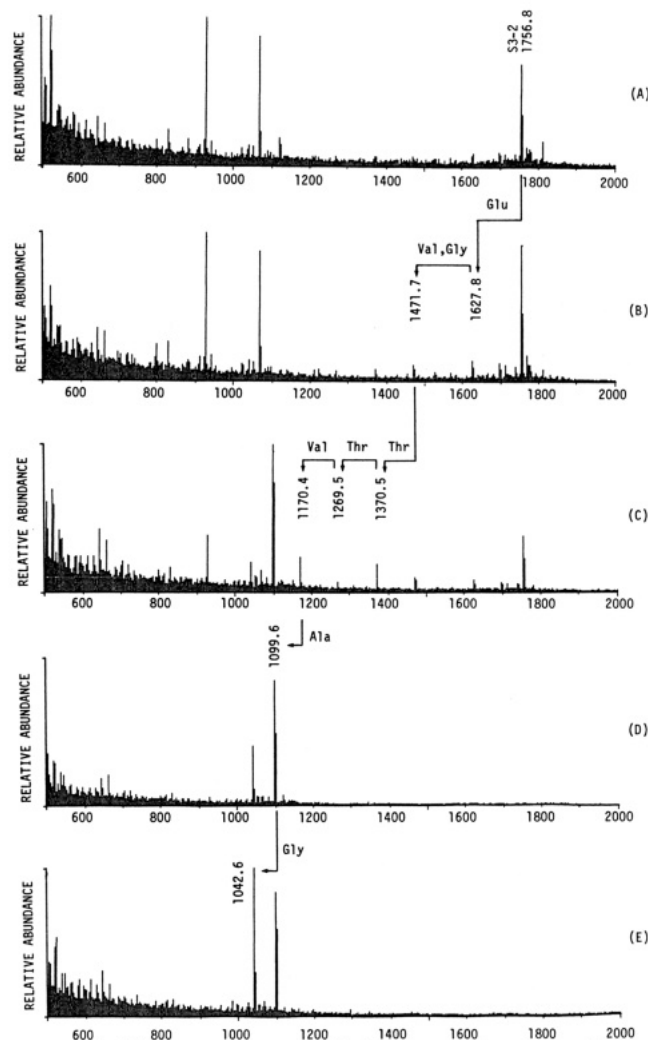 RELATIVE ABUNDANCE
S3-2
1756.8
(A)
600 800 1000 1200 1400 1600 1800 2000
Glu
RELATIVE ABUNDANCE
Val,Gly
1471.7
1627.8
(B)
600 800 1000 1200 1400 1600 1800 2000
RELATIVE ABUNDANCE
Val Thr Thr
1170.4
1269.5
1370.5
(C)
600 800 1000 1200 1400 1600 1800 2000
RELATIVE ABUNDANCE
1099.6
Ala
(D)
600 800 1000 1200 1400 1600 1800 2000
RELATIVE ABUNDANCE
1042.6
Gly
(E)
600 800 1000 1200 1400 1600 1800 2000